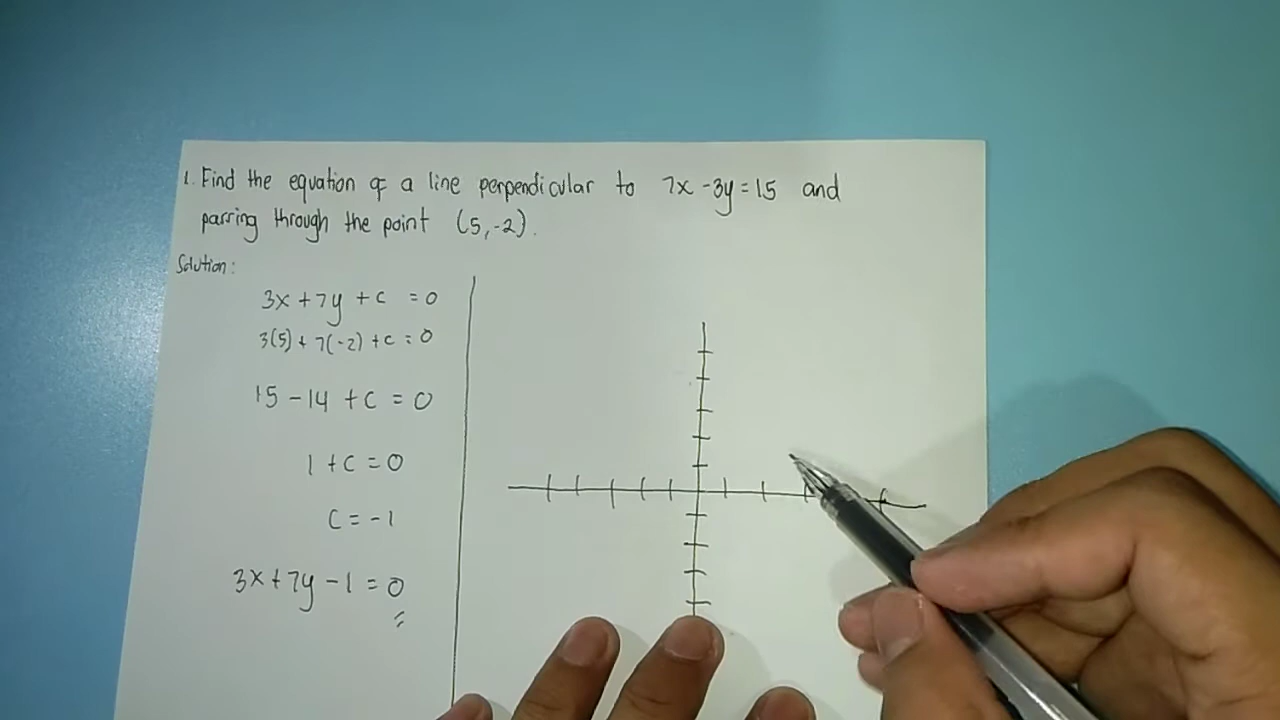 1. Find the equation of a line perpendicular to 7x - 3y = 15 and
passing through the point (5, -2).
Solution:
3x + 7y + c = 0
3(5) + 7(-2) + c = 0
15 - 14 + c = 0
1 + c = 0
c = -1
3x + 7y - 1 = 0